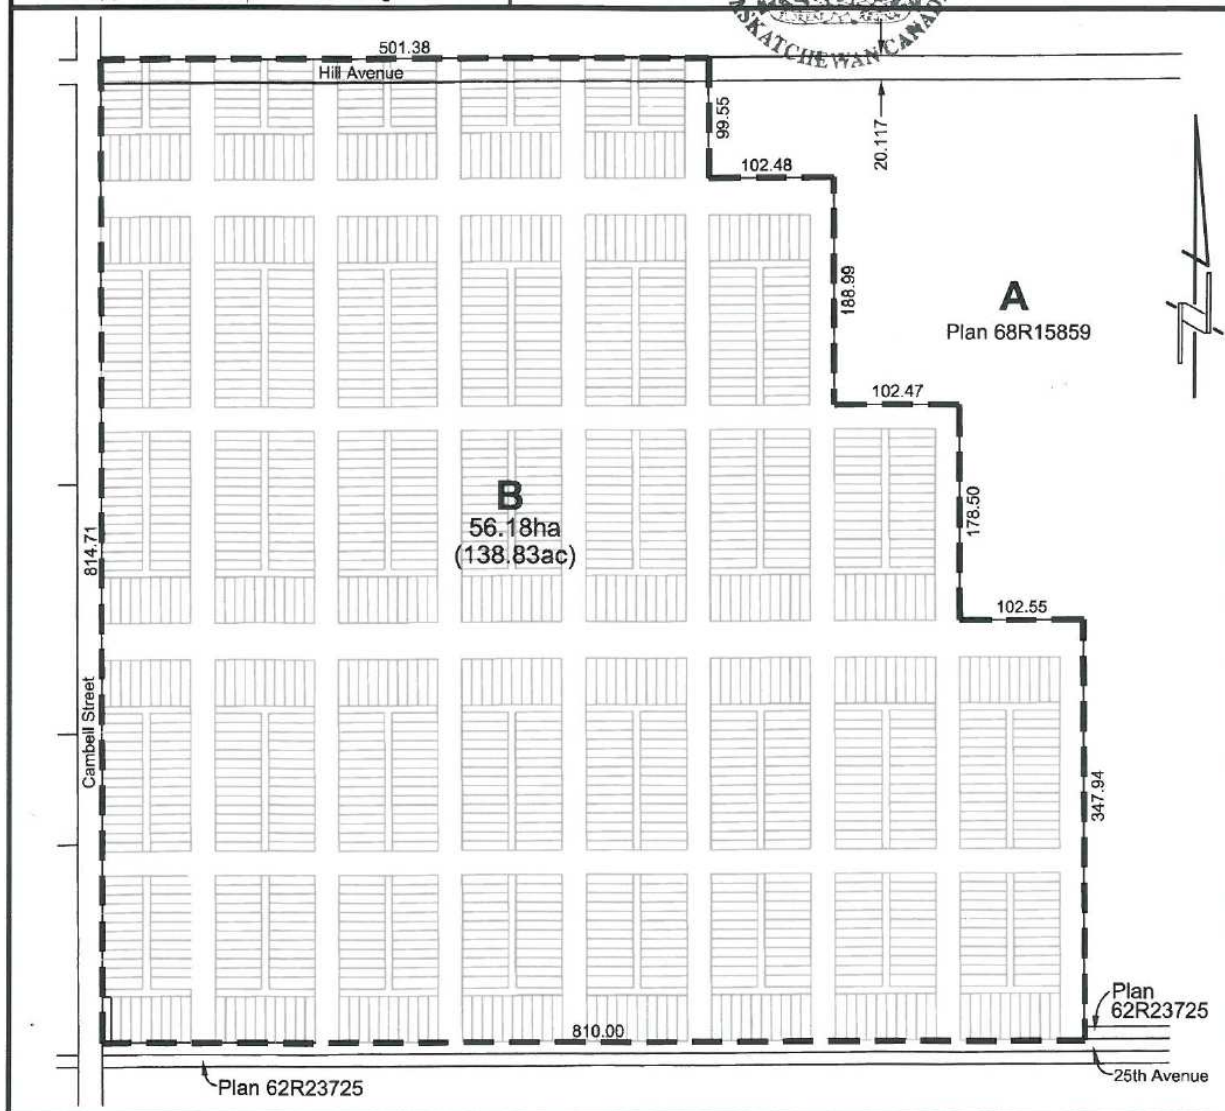 SASKATCHEWAN CANADA
501.38
Hill Avenue
99.55
20.117
102.48
188.99
A
Plan 68R15859
102.47
B
56.18ha
(138.83ac)
178.50
814.71
102.55
Cambell Street
347.94
810.00
Plan
62R23725
Plan 62R23725
25th Avenue